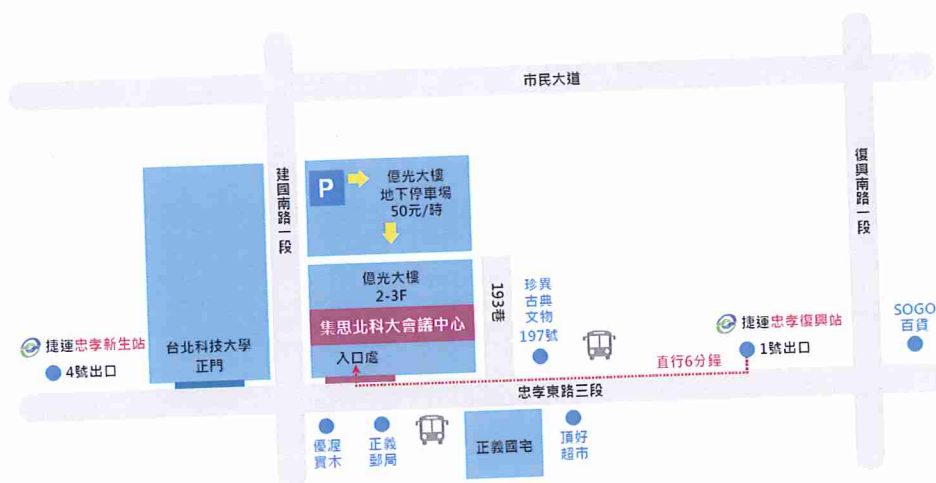 市民大道
建國南路一段
復興南路一段
P
億光大樓
地下停車場
50元/時
億光大樓
2-3F
集思北科大會議中心
入口處
193巷
珍異
古典
文物
197號
捷運忠孝新生站
4號出口
台北科技大學
正門
捷運忠孝復興站
1號出口
SOGO
百貨
直行6分鐘
忠孝東路三段
優渥
實木
正義
郵局
正義國宅
頂好
超市